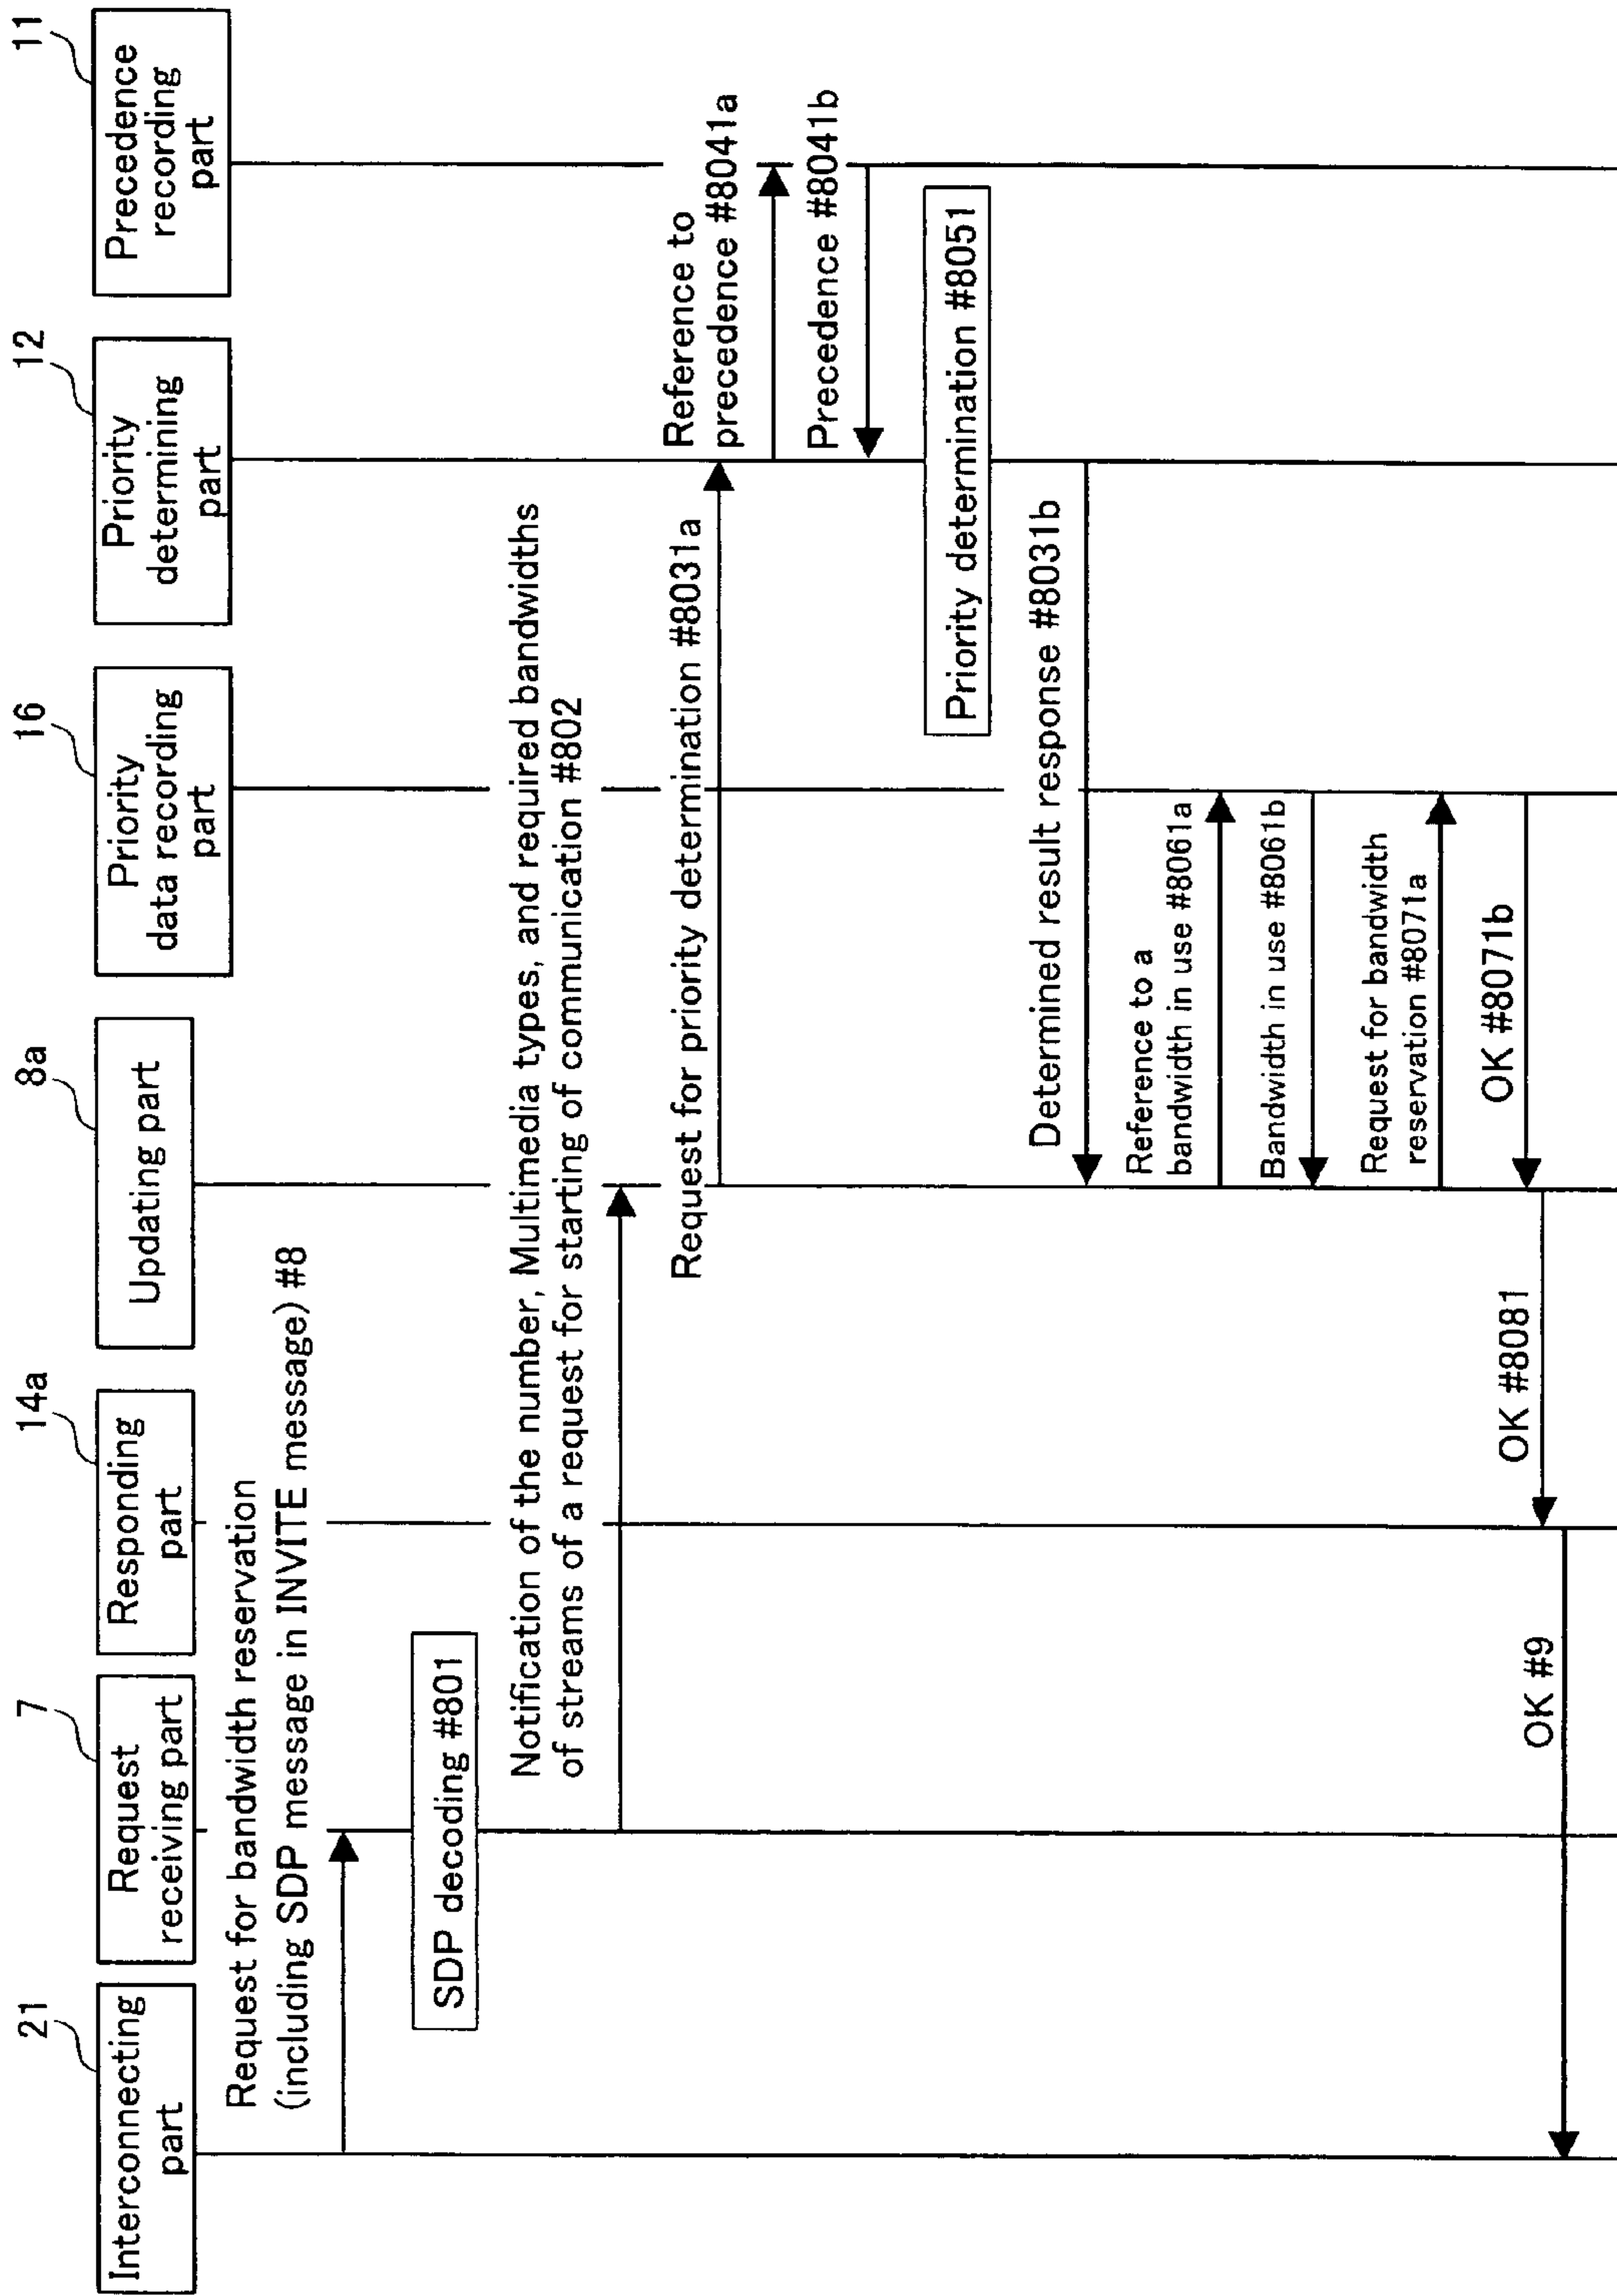 21
Interconnecting
part
7
Request
receiving part
14a
Responding
part
8a
Updating part
16
Priority
data recording
part
12
Priority
determining
part
11
Precedence
recording
part
Request for bandwidth reservation
(including SDP message in INVITE message) #8
SDP decoding #801
Notification of the number, Multimedia types, and required bandwidths
of streams of a request for starting of communication #802
Request for priority determination #8031a
Reference to
precedence #8041a
Precedence #8041b
Priority determination #8051
Determined result response #8031b
Reference to a
bandwidth in use #8061a
Bandwidth in use #8061b
Request for bandwidth
reservation #8071a
OK #8071b
OK #8081
OK #9